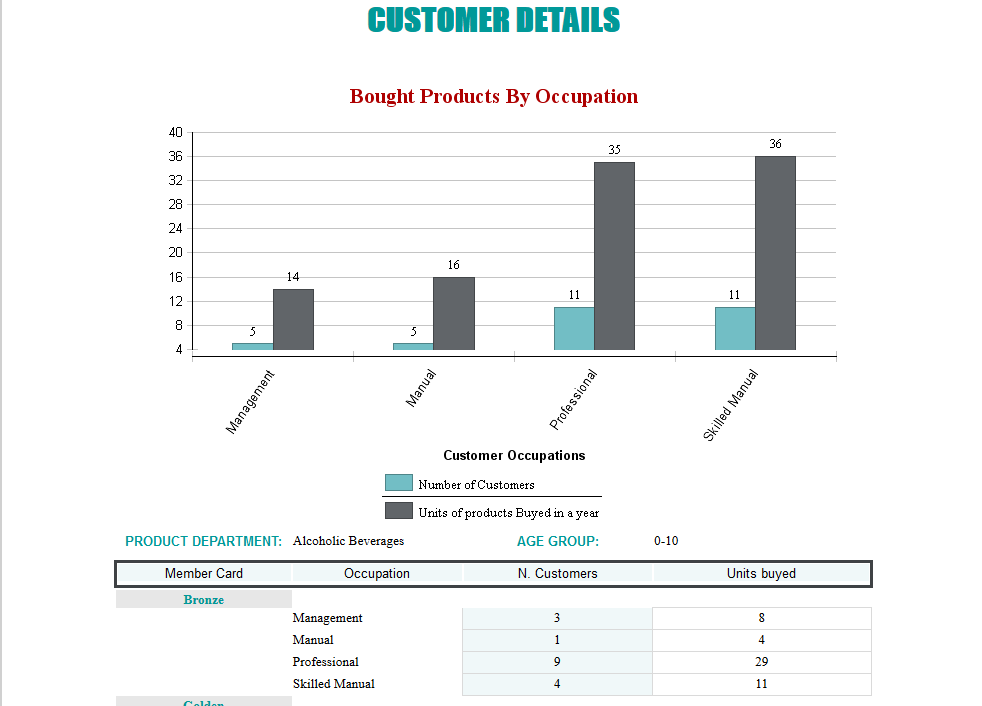 CUSTOMER DETAILS
Bought Products By Occupation
40
36
32
28
24
20
16
12
8
4
5
14
5
16
11
35
11
36
Management
Manual
Professional
Skilled Manual
Customer Occupations
Number of Customers
Units of products Buyed in a year
PRODUCT DEPARTMENT: Alcoholic Beverages AGE GROUP: 0-10
Member Card Occupation N. Customers Units buyed
Bronze
Management 3 8
Manual 1 4
Professional 9 29
Skilled Manual 4 11
Golden